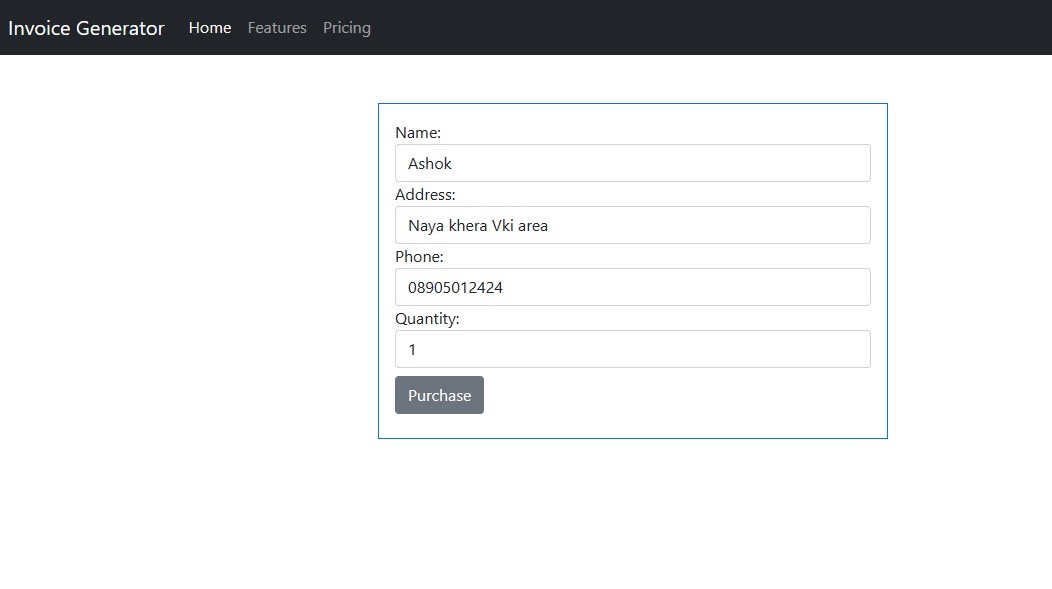 Invoice Generator Home Features Pricing
Name:
Ashok
Address:
Naya khera Vki area
Phone:
08905012424
Quantity:
1
Purchase